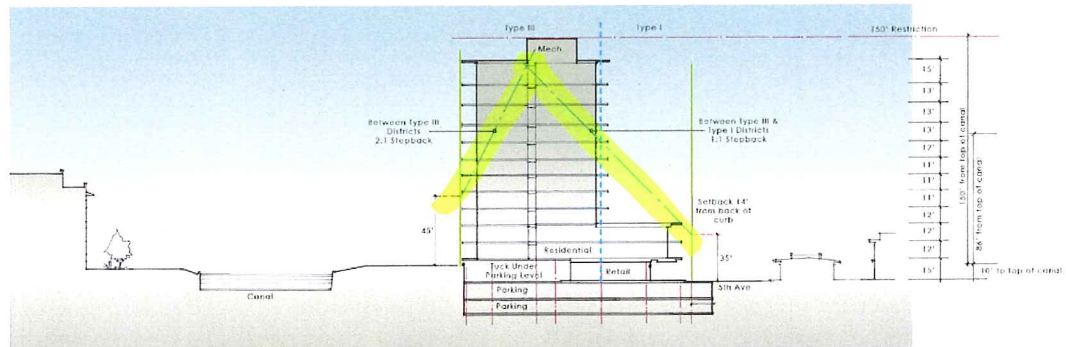 Type III
Type I
150' Restriction
Mech
15'
13'
13'
13'
12'
11'
11'
11'
12'
12'
12'
15'
150' from top of canal
86' from top of canal
10' to top of canal
Between Type III
Districts
2:1 Stepback
Between Type III &
Type I Districts
1:1 Stepback
Setback 14'
from back of
curb
45'
35'
Residential
Tuck Under
Parking Level
Retail
Parking
Parking
5th Ave
Canal